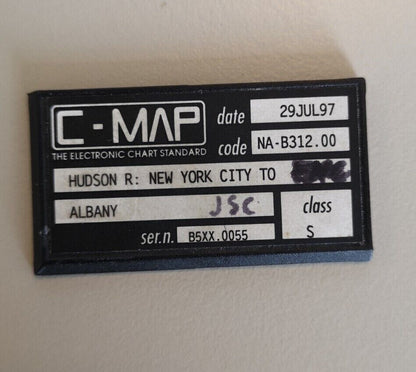 C-MAP
THE ELECTRONIC CHART STANDARD
date 29JUL97
code NA-B312.00
HUDSON R: NEW YORK CITY TO
ALBANY JSC
class
S
ser.n. B5XX.0055